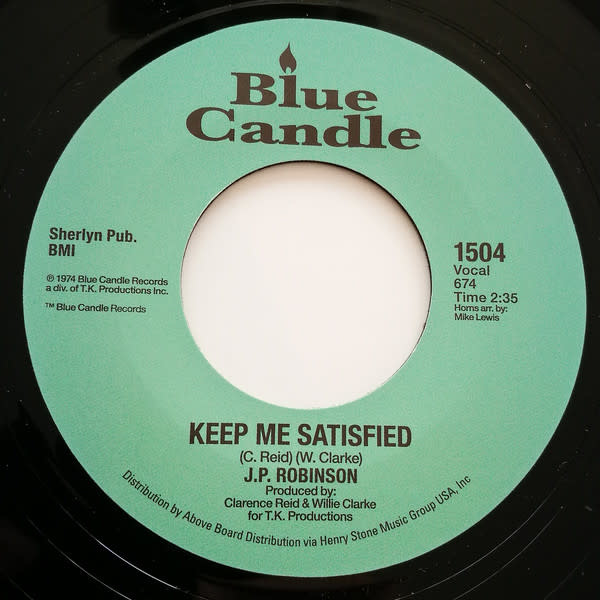 Blue
Candle
Sherlyn Pub.
BMI
℗ 1974 Blue Candle Records
a div. of T.K. Productions Inc.
™ Blue Candle Records
1504
Vocal
674
Time 2:35
Horns arr. by:
Mike Lewis
KEEP ME SATISFIED
(C. Reid) (W. Clarke)
J.P. ROBINSON
Produced by:
Clarence Reid & Willie Clarke
for T.K. Productions
Distribution by Above Board Distribution via Henry Stone Music Group USA, Inc